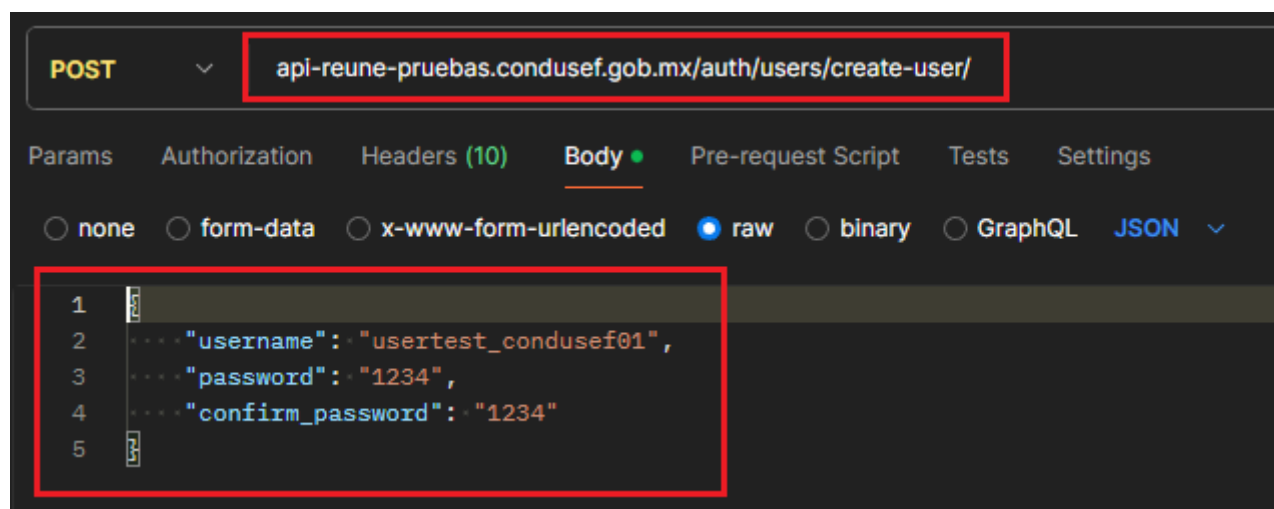 POST api-reune-pruebas.condusef.gob.mx/auth/users/create-user/
Params Authorization Headers (10) Body Pre-request Script Tests Settings
none form-data x-www-form-urlencoded raw binary GraphQL JSON
1 {
2 "username": "usertest_condusef01",
3 "password": "1234",
4 "confirm_password": "1234"
5 }